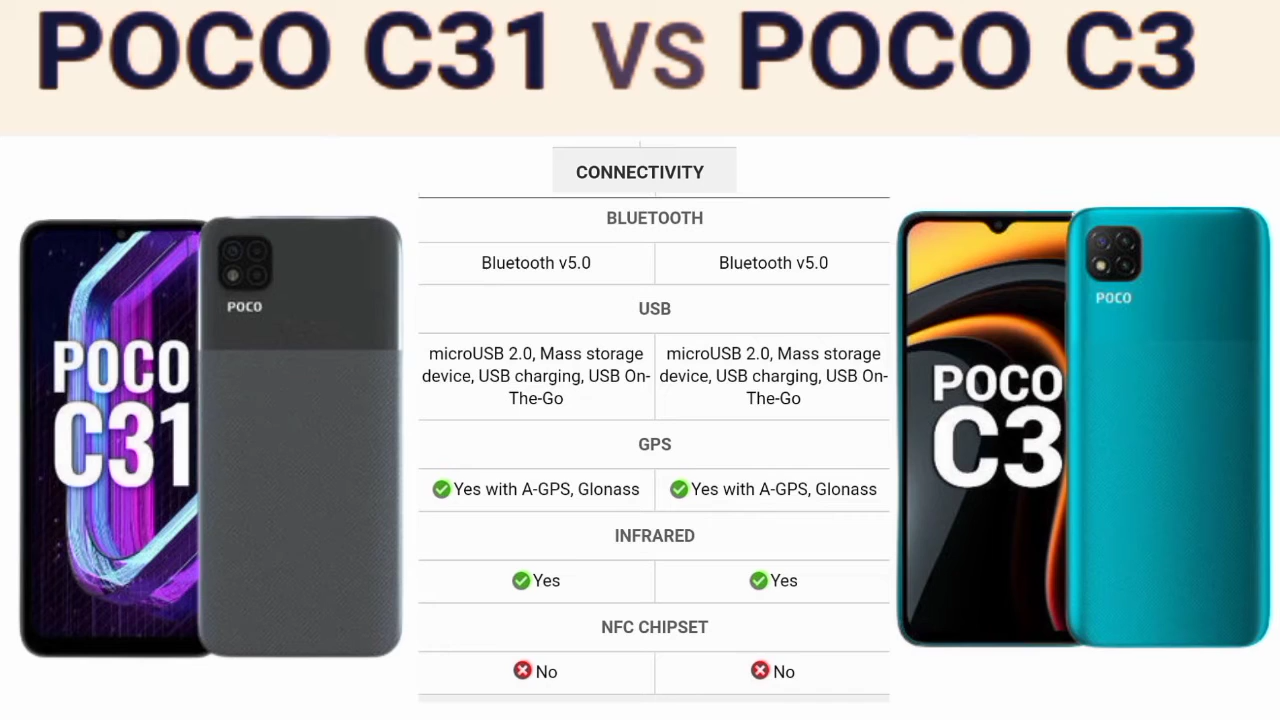 POCO C31 VS POCO C3
CONNECTIVITY
BLUETOOTH
Bluetooth v5.0
Bluetooth v5.0
USB
microUSB 2.0, Mass storage
device, USB charging, USB On-
The-Go
microUSB 2.0, Mass storage
device, USB charging, USB On-
The-Go
GPS
Yes with A-GPS, Glonass
Yes with A-GPS, Glonass
INFRARED
Yes
Yes
NFC CHIPSET
No
No
POCO
C31
POCO
POCO
C3
POCO